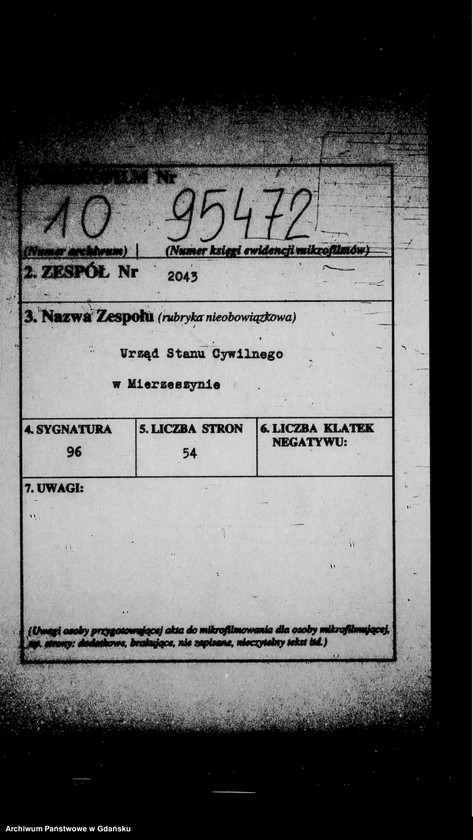 Nr
10 95472
(Numer archiwum) (Numer księgi ewidencji mikrofilmów)
2. ZESPÓŁ Nr 2043
3. Nazwa Zespołu (rubryka nieobowiązkowa)
Urząd Stanu Cywilnego
w Mierzeszynie
4. SYGNATURA 5. LICZBA STRON 6. LICZBA KLATEK
NEGATYWU:
96 54
7. UWAGI:
(Uwagi osoby przygotowującej akta do mikrofilmowania dla osoby mikrofilmującej,
np. strony: dodatkowe, brakujące, nie zapisane, nieczytelny tekst itd.)
Archiwum Państwowe w Gdańsku